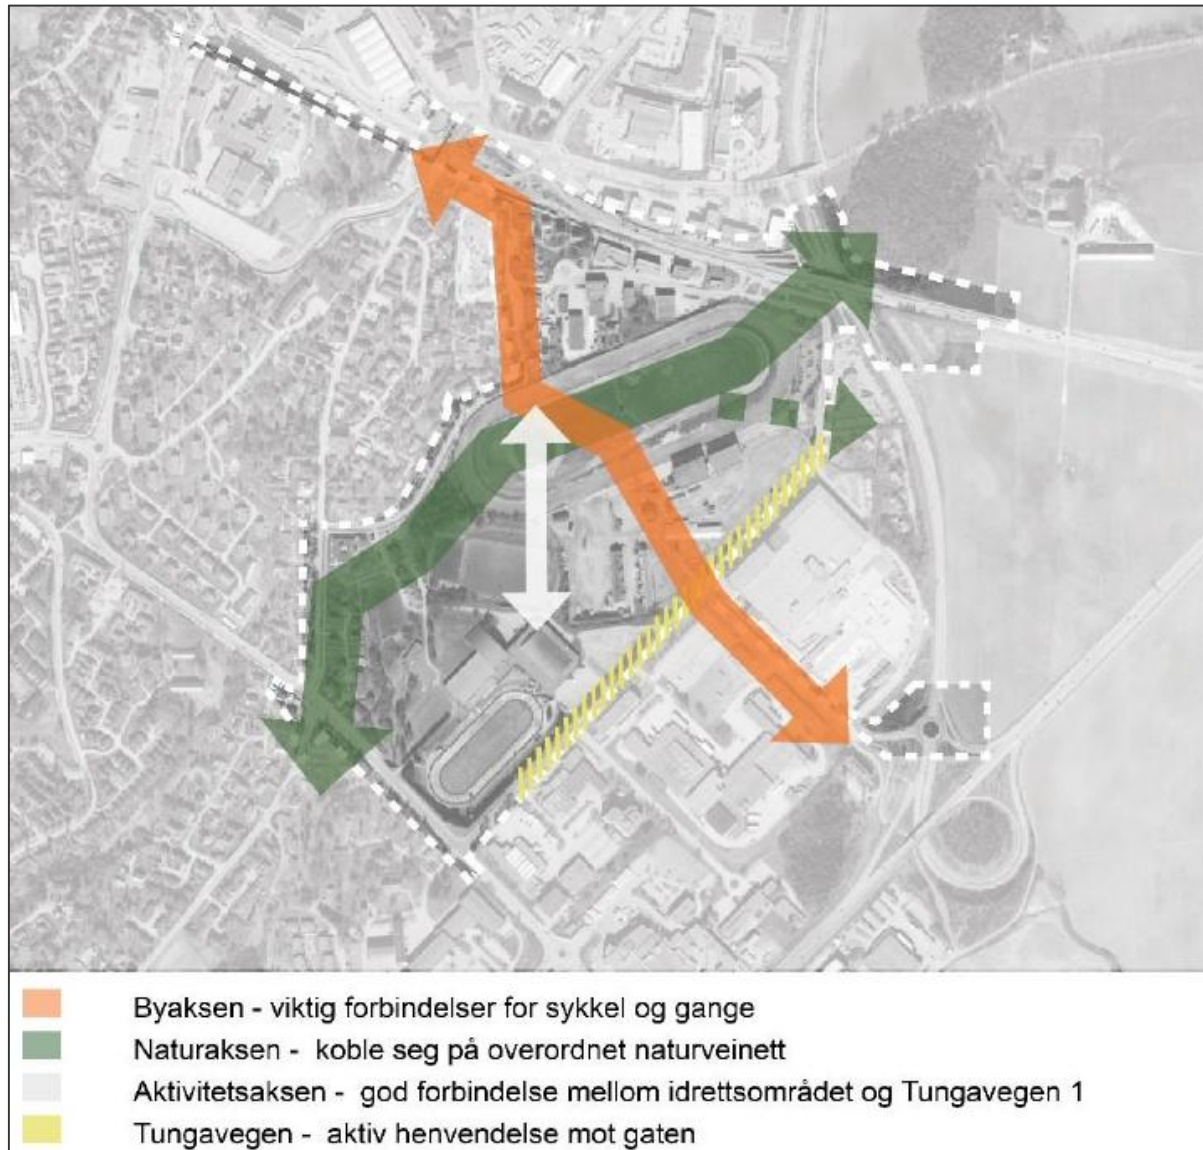 Byaksen - viktig forbindelser for sykkel og gange
Naturaksen - koble seg på overordnet naturveinett
Aktivitetsaksen - god forbindelse mellom idrettsområdet og Tungavegen 1
Tungavegen - aktiv henvendelse mot gaten